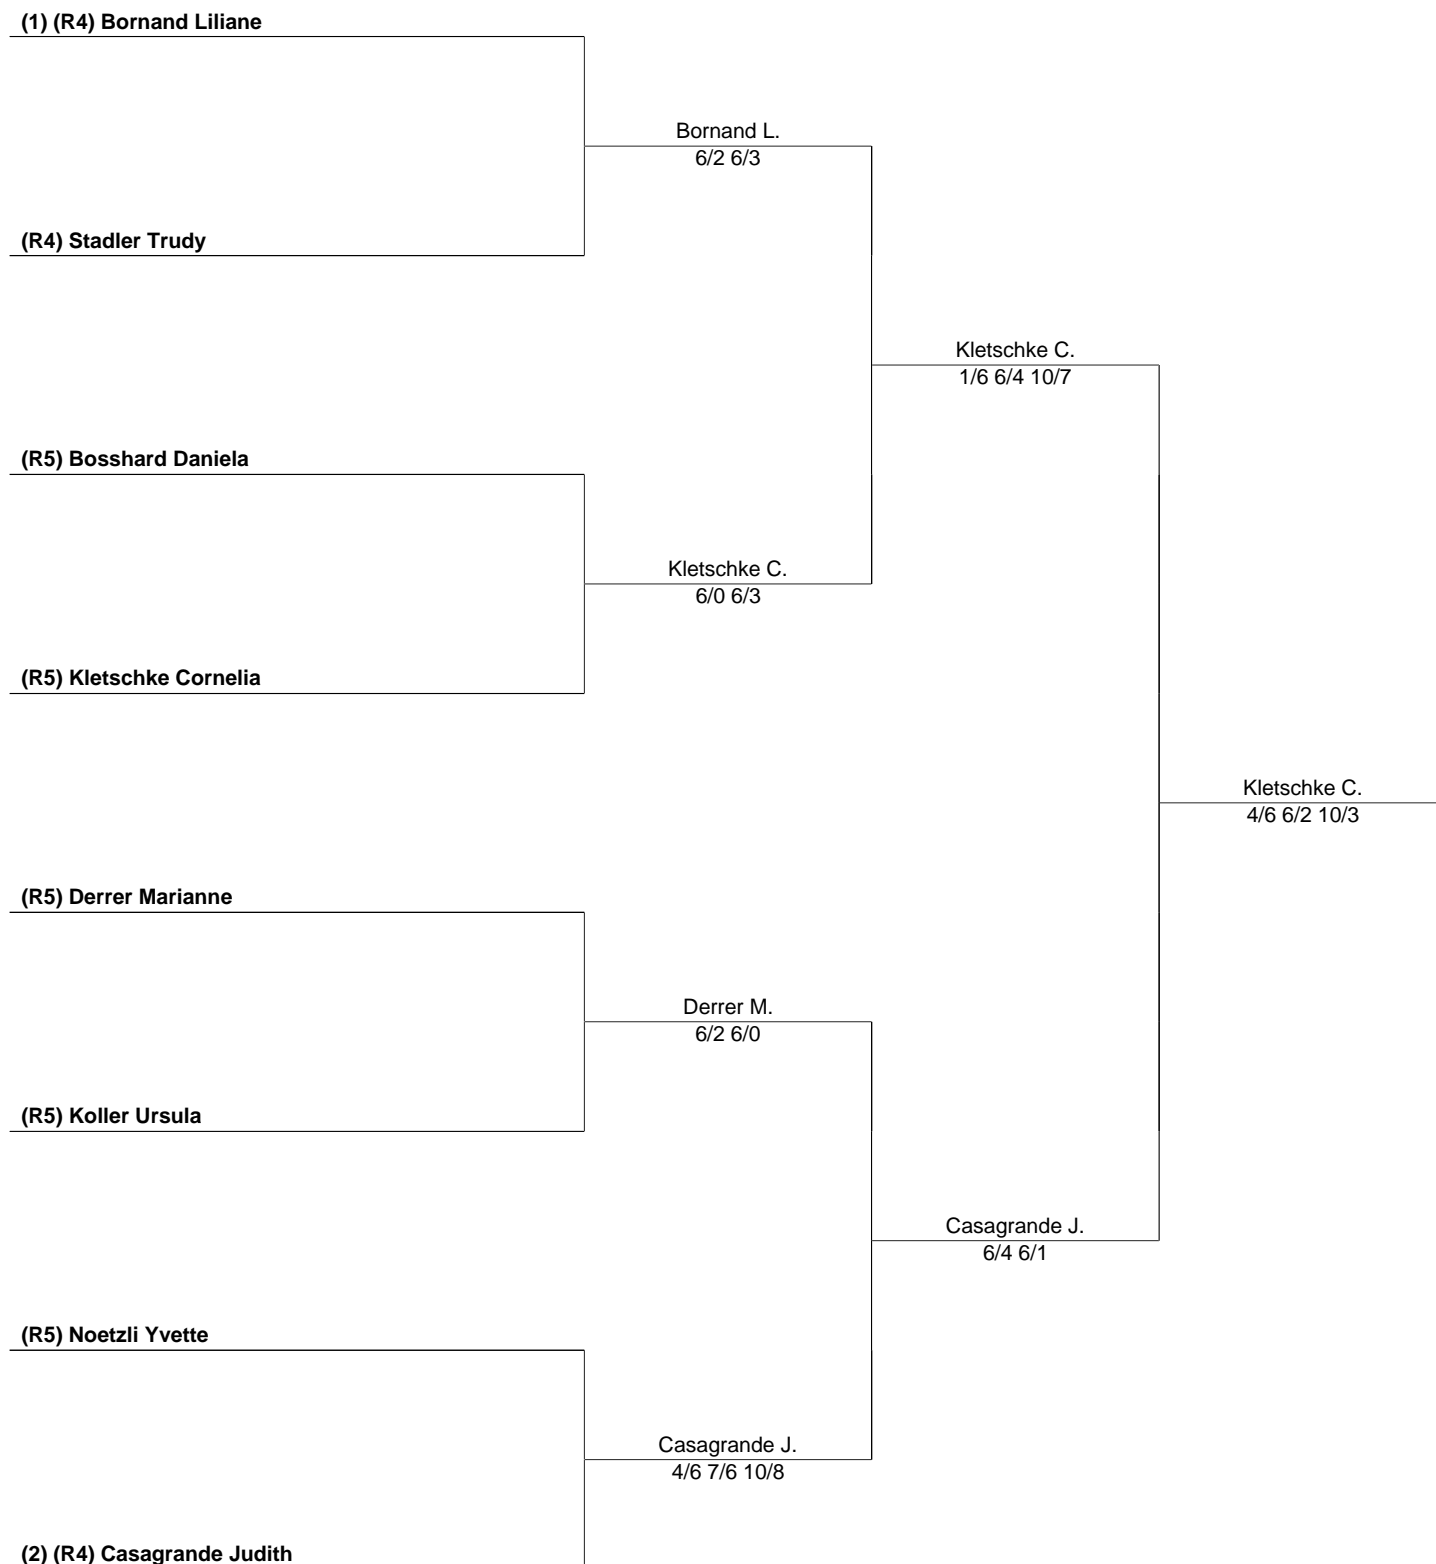 (1) (R4) Bornand Liliane
Bornand L.
6/2 6/3
(R4) Stadler Trudy
Kletschke C.
1/6 6/4 10/7
(R5) Bosshard Daniela
Kletschke C.
6/0 6/3
(R5) Kletschke Cornelia
Kletschke C.
4/6 6/2 10/3
(R5) Derrer Marianne
Derrer M.
6/2 6/0
(R5) Koller Ursula
Casagrande J.
6/4 6/1
(R5) Noetzli Yvette
Casagrande J.
4/6 7/6 10/8
(2) (R4) Casagrande Judith